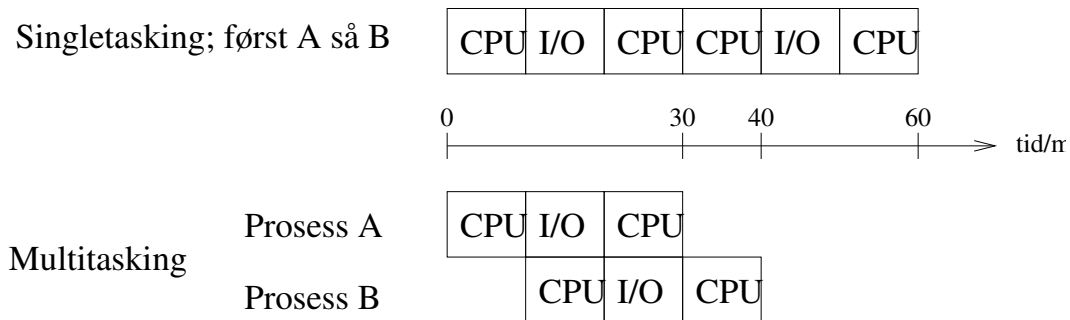 Singletasking; først A så B
CPU I/O CPU CPU I/O CPU
0 30 40 60
tid/m
Prosess A
CPU I/O CPU
Multitasking
Prosess B
CPU I/O CPU